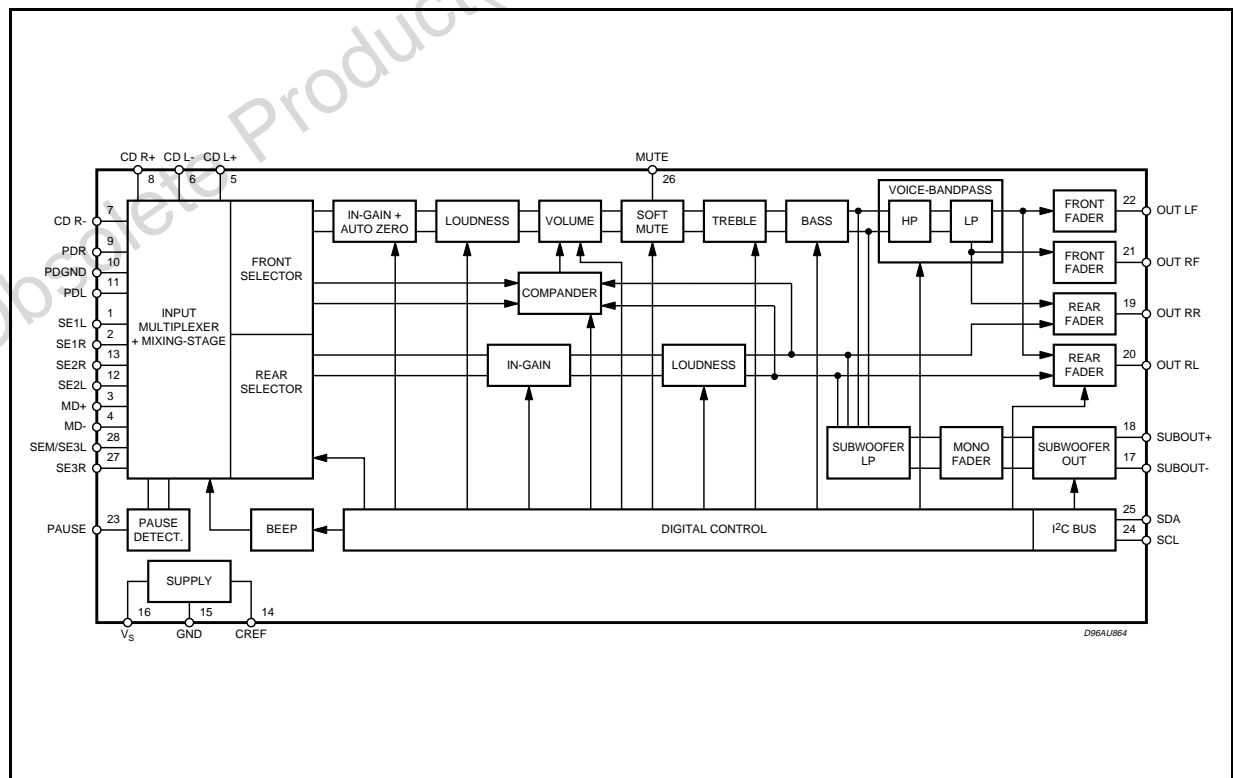 Obsolete Product(
CD R+ CD L- CD L+
8 6 5
MUTE
26
7
CD R-
9
PDR
10
PDGND
11
PDL
1
SE1L
2
SE1R
13
SE2R
12
SE2L
3
MD+
4
MD-
28
SEM/SE3L
27
SE3R
23
PAUSE
INPUT
MULTIPLEXER
+ MIXING-STAGE
FRONT
SELECTOR
REAR
SELECTOR
IN-GAIN +
AUTO ZERO
LOUDNESS
VOLUME
SOFT
MUTE
TREBLE
BASS
VOICE-BANDPASS
HP
LP
FRONT
FADER
22
OUT LF
FRONT
FADER
21
OUT RF
COMPANDER
REAR
FADER
19
OUT RR
IN-GAIN
LOUDNESS
REAR
FADER
20
OUT RL
SUBWOOFER
LP
MONO
FADER
SUBWOOFER
OUT
18
SUBOUT+
17
SUBOUT-
PAUSE
DETECT.
BEEP
DIGITAL CONTROL
I²C BUS
25
SDA
24
SCL
SUPPLY
16 15 14
VS GND CREF
D96AU864